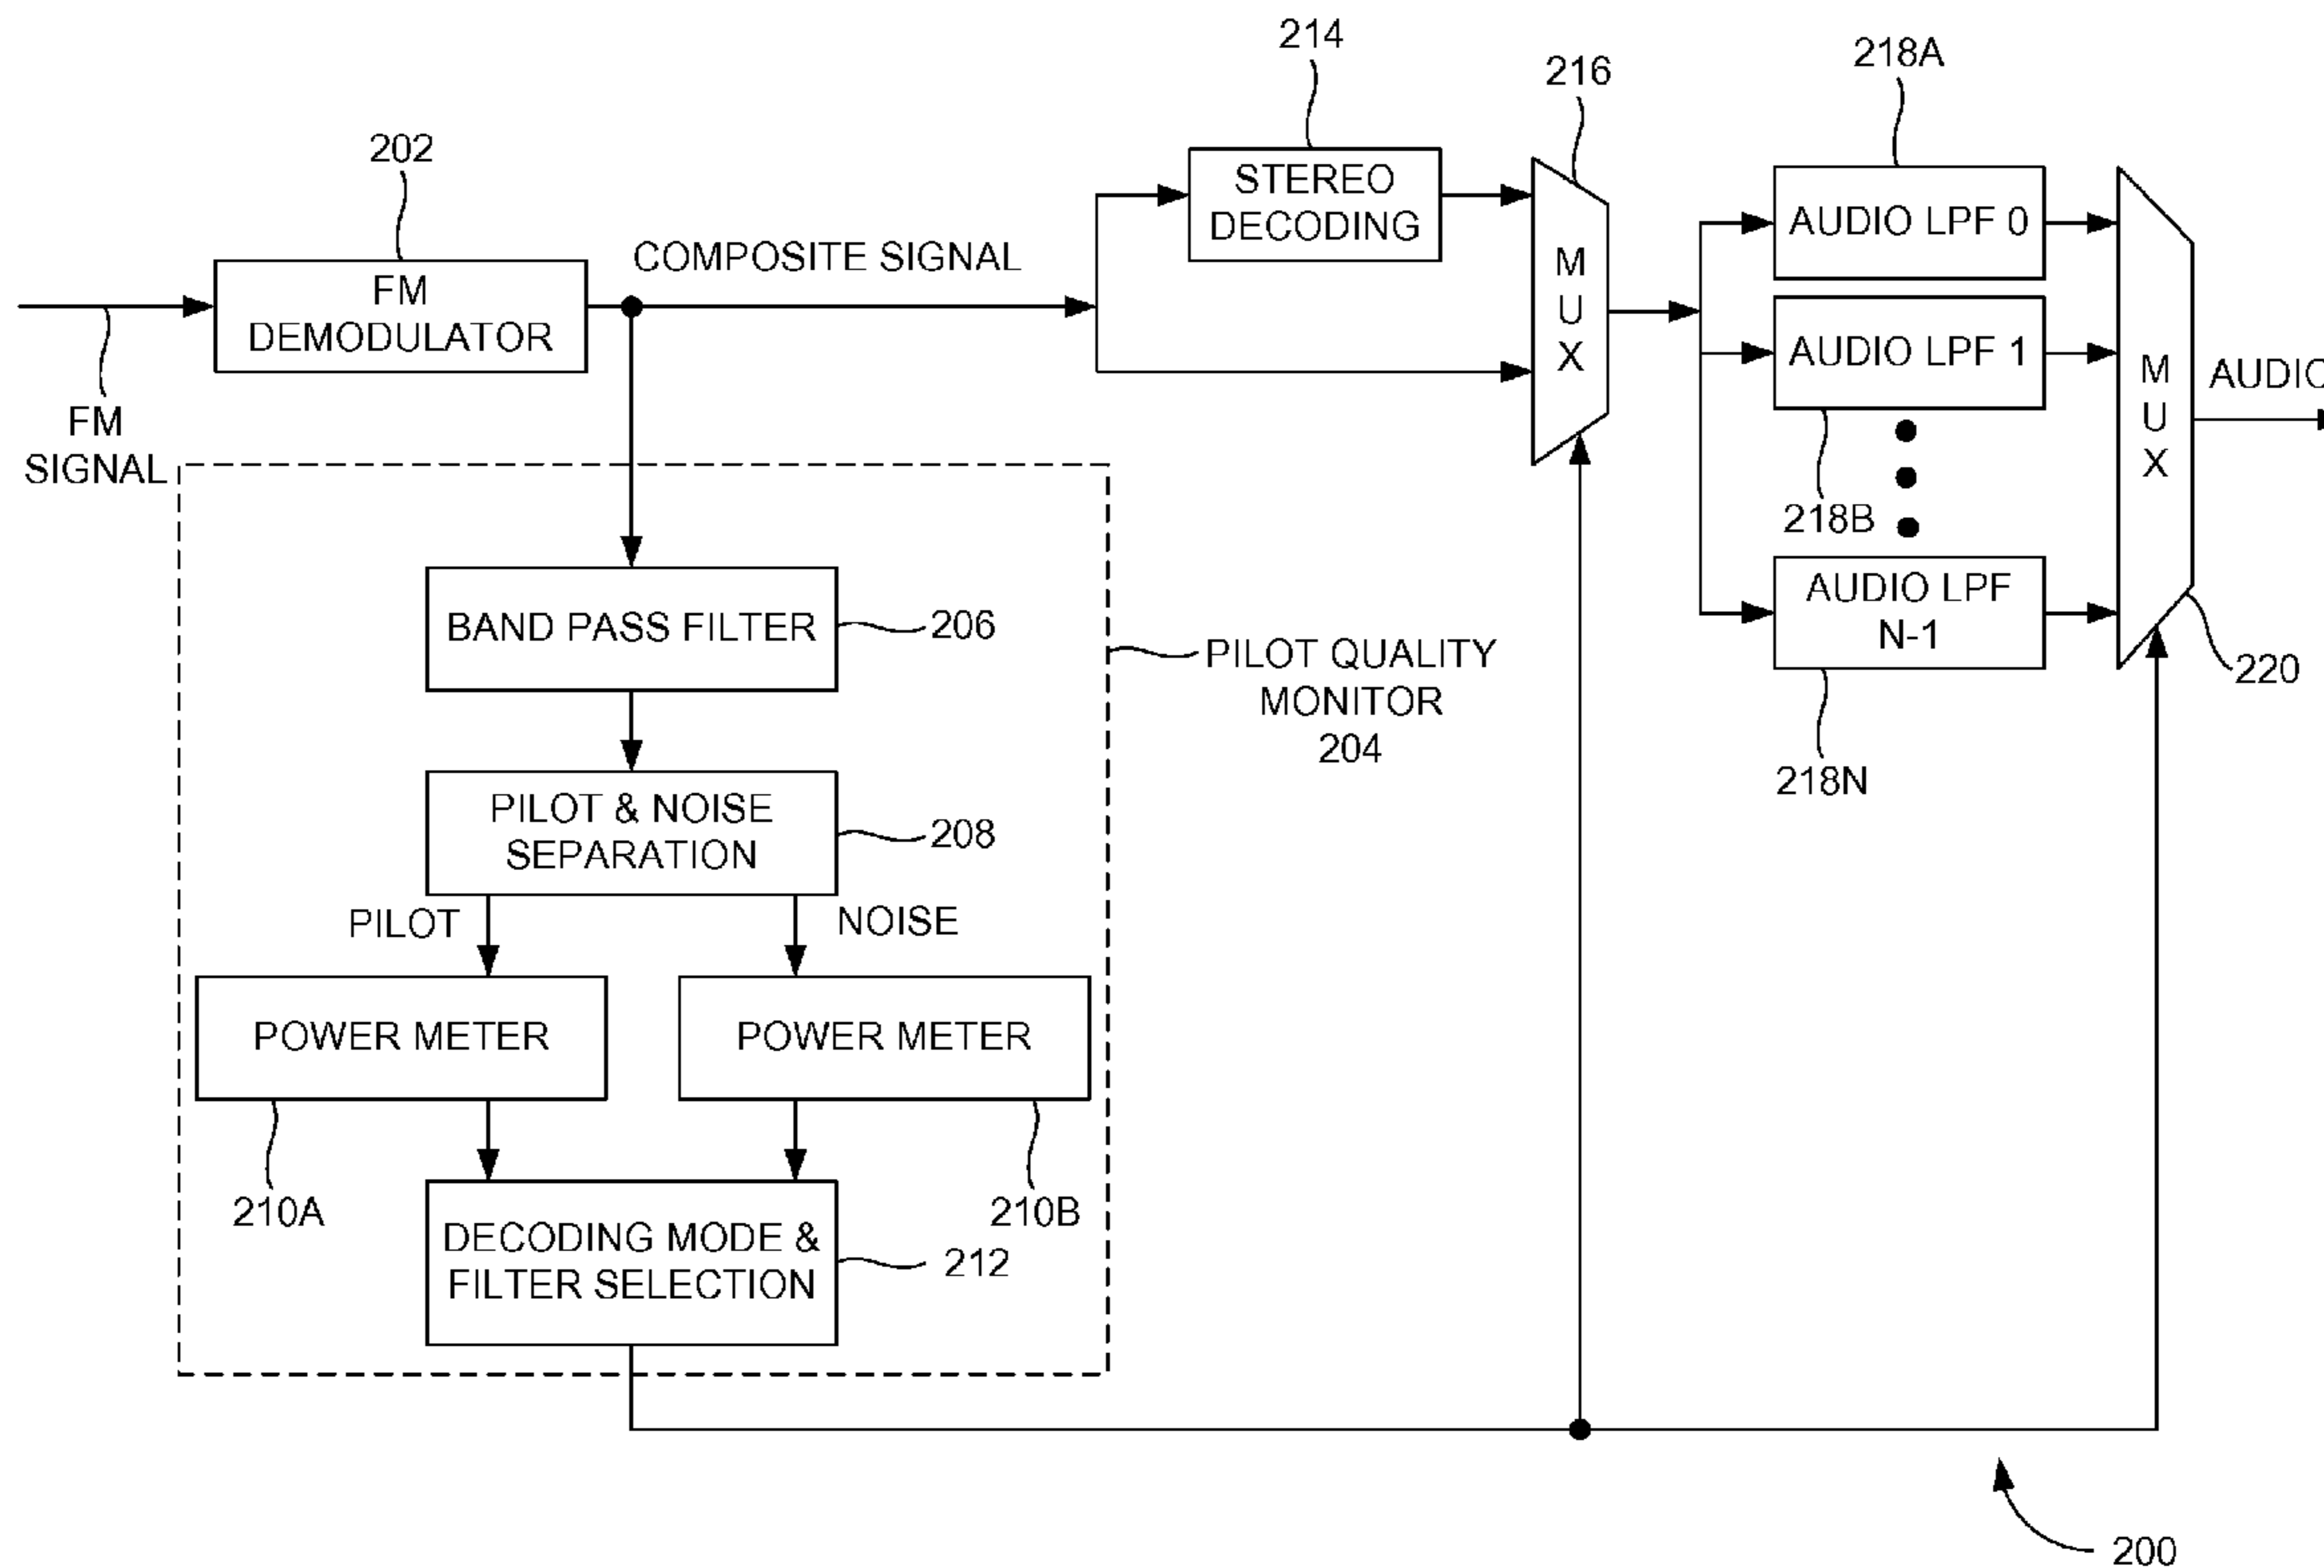 214
216
218A
202
STEREO
DECODING
AUDIO LPF 0
COMPOSITE SIGNAL
FM
DEMODULATOR
M
U
X
AUDIO LPF 1
M
U
X
AUDIO
FM
SIGNAL
218B
AUDIO LPF
N-1
BAND PASS FILTER
206
PILOT QUALITY
MONITOR
204
220
218N
PILOT & NOISE
SEPARATION
208
PILOT
NOISE
POWER METER
POWER METER
210A
210B
DECODING MODE &
FILTER SELECTION
212
200